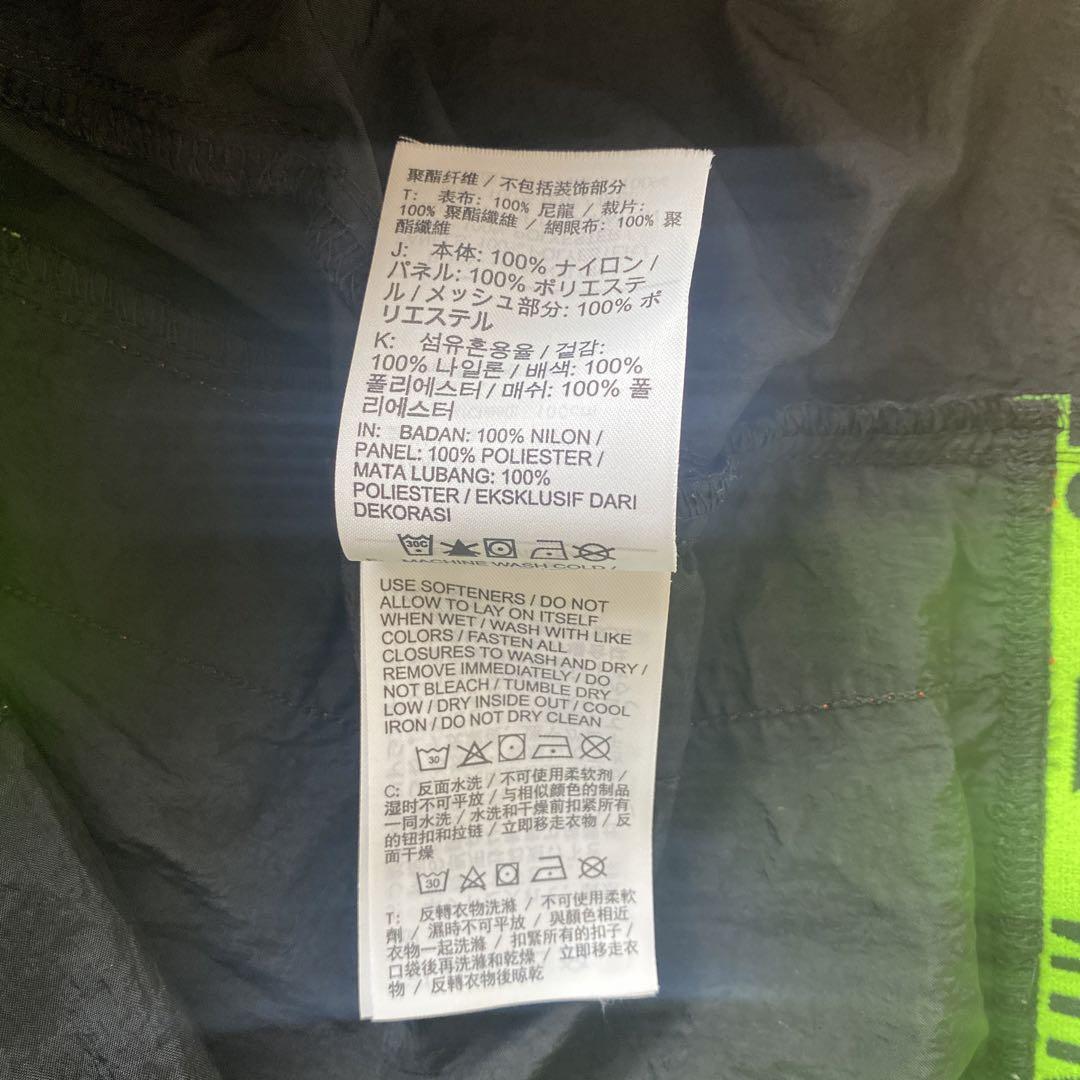 聚酯纤维 / 不包括装饰部分
T: 表布: 100% 尼龍 / 裁片:
100% 聚酯纖維 / 網眼布: 100% 聚
酯纖維
J: 本体: 100% ナイロン /
パネル: 100% ポリエステ
ル / メッシュ部分: 100% ポ
リエステル
K: 섬유혼용율 / 겉감:
100% 나일론 / 배색: 100%
폴리에스터 / 매쉬: 100% 폴
리에스터
IN: BADAN: 100% NILON /
PANEL: 100% POLIESTER /
MATA LUBANG: 100%
POLIESTER / EKSKLUSIF DARI
DEKORASI
30C
MACHINE WASH COLD /
USE SOFTENERS / DO NOT
ALLOW TO LAY ON ITSELF
WHEN WET / WASH WITH LIKE
COLORS / FASTEN ALL
CLOSURES TO WASH AND DRY /
REMOVE IMMEDIATELY / DO
NOT BLEACH / TUMBLE DRY
LOW / DRY INSIDE OUT / COOL
IRON / DO NOT DRY CLEAN
30
C: 反面水洗 / 不可使用柔软剂 /
湿时不可平放 / 与相似颜色的制品
一同水洗 / 水洗和干燥前扣紧所有
的钮扣和拉链 / 立即移走衣物 / 反
面干燥
30
T: 反轉衣物洗滌 / 不可使用柔軟
劑 / 濕時不可平放 / 與顏色相近
衣物一起洗滌 / 扣緊所有的扣子 /
口袋後再洗滌和乾燥 / 立即移走衣
物 / 反轉衣物後晾乾